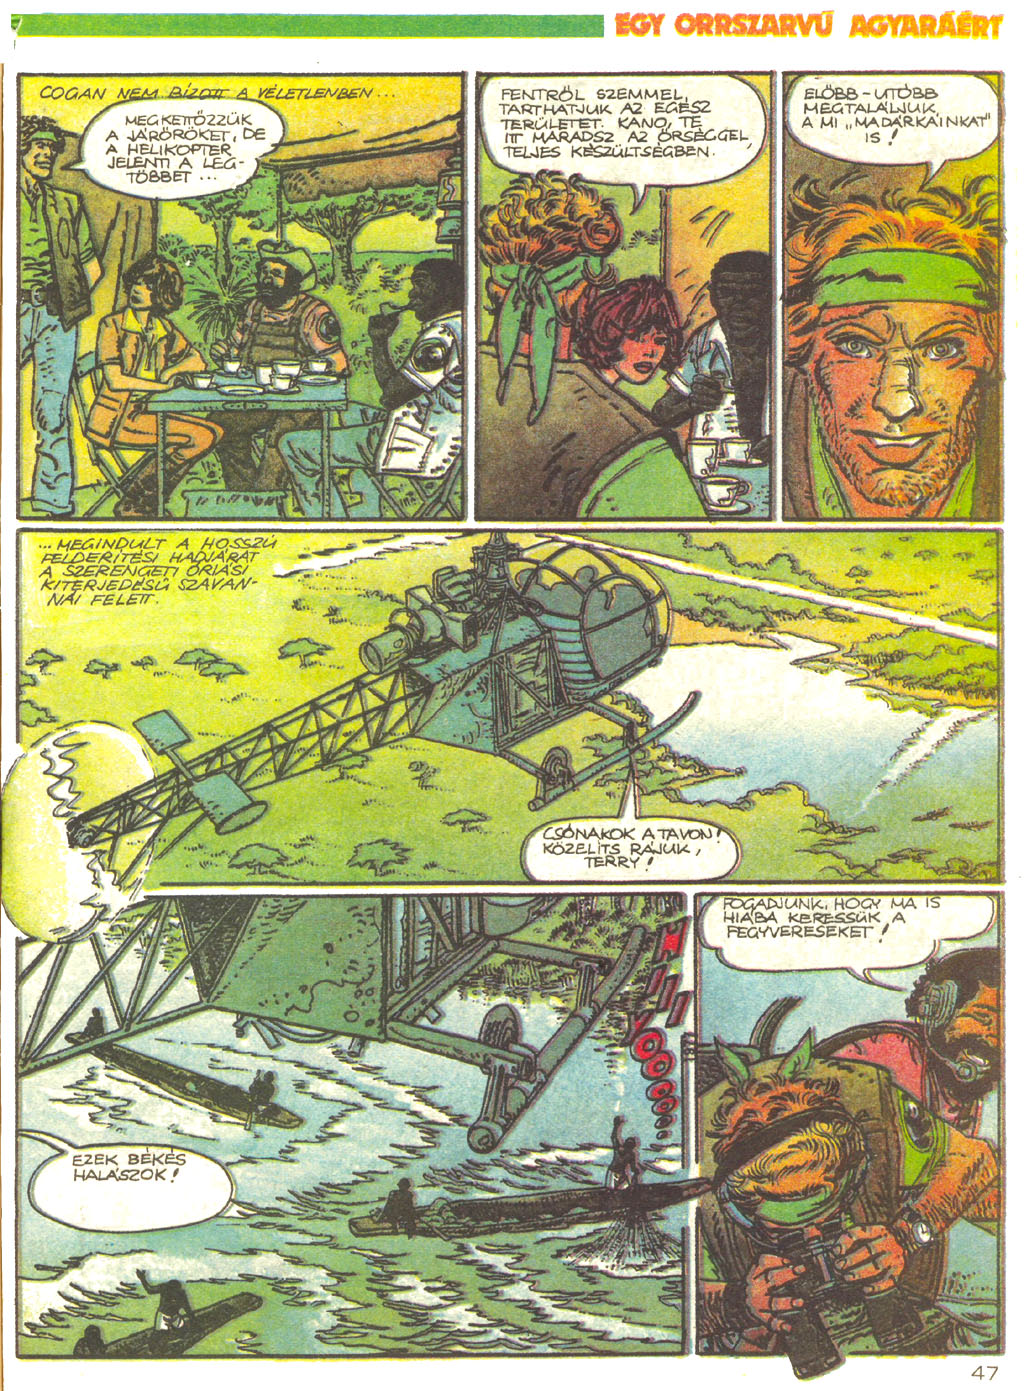 EGY ORRSZARVÚ AGYARÁÉRT
COGAN NEM BÍZOTT A VÉLETLENBEN...
MEGKETTŐZZÜK
A JÁRŐRÖKET, DE
A HELIKOPTER
JELENTI A LEG-
TÖBBET ...
FENTRŐL SZEMMEL,
TARTHATJUK AZ EGÉSZ
TERÜLETET. KANO, TE
ITT MARADSZ AZ ŐRSÉGGEL,
TELJES KÉSZÜLTSÉGBEN.
ELŐBB-UTÓBB
MEGTALÁLJUK
A MI „MADÁRKÁINKAT"
IS!
...MEGINDULT A HOSSZÚ
FELDERÍTÉSI HADJÁRAT
A SZERENGETI ÓRIÁSI
KITERJEDÉSŰ SZAVAN-
NÁI FELETT.
CSÓNAKOK A TAVON!
KÖZELÍTS RÁJUK,
TERRY!
EZEK BÉKÉS
HALÁSZOK!
HÍÍÍOOOOOO
FOGADJUNK, HOGY MA IS
HIÁBA KERESSÜK A
FEGYVERESEKET!
47